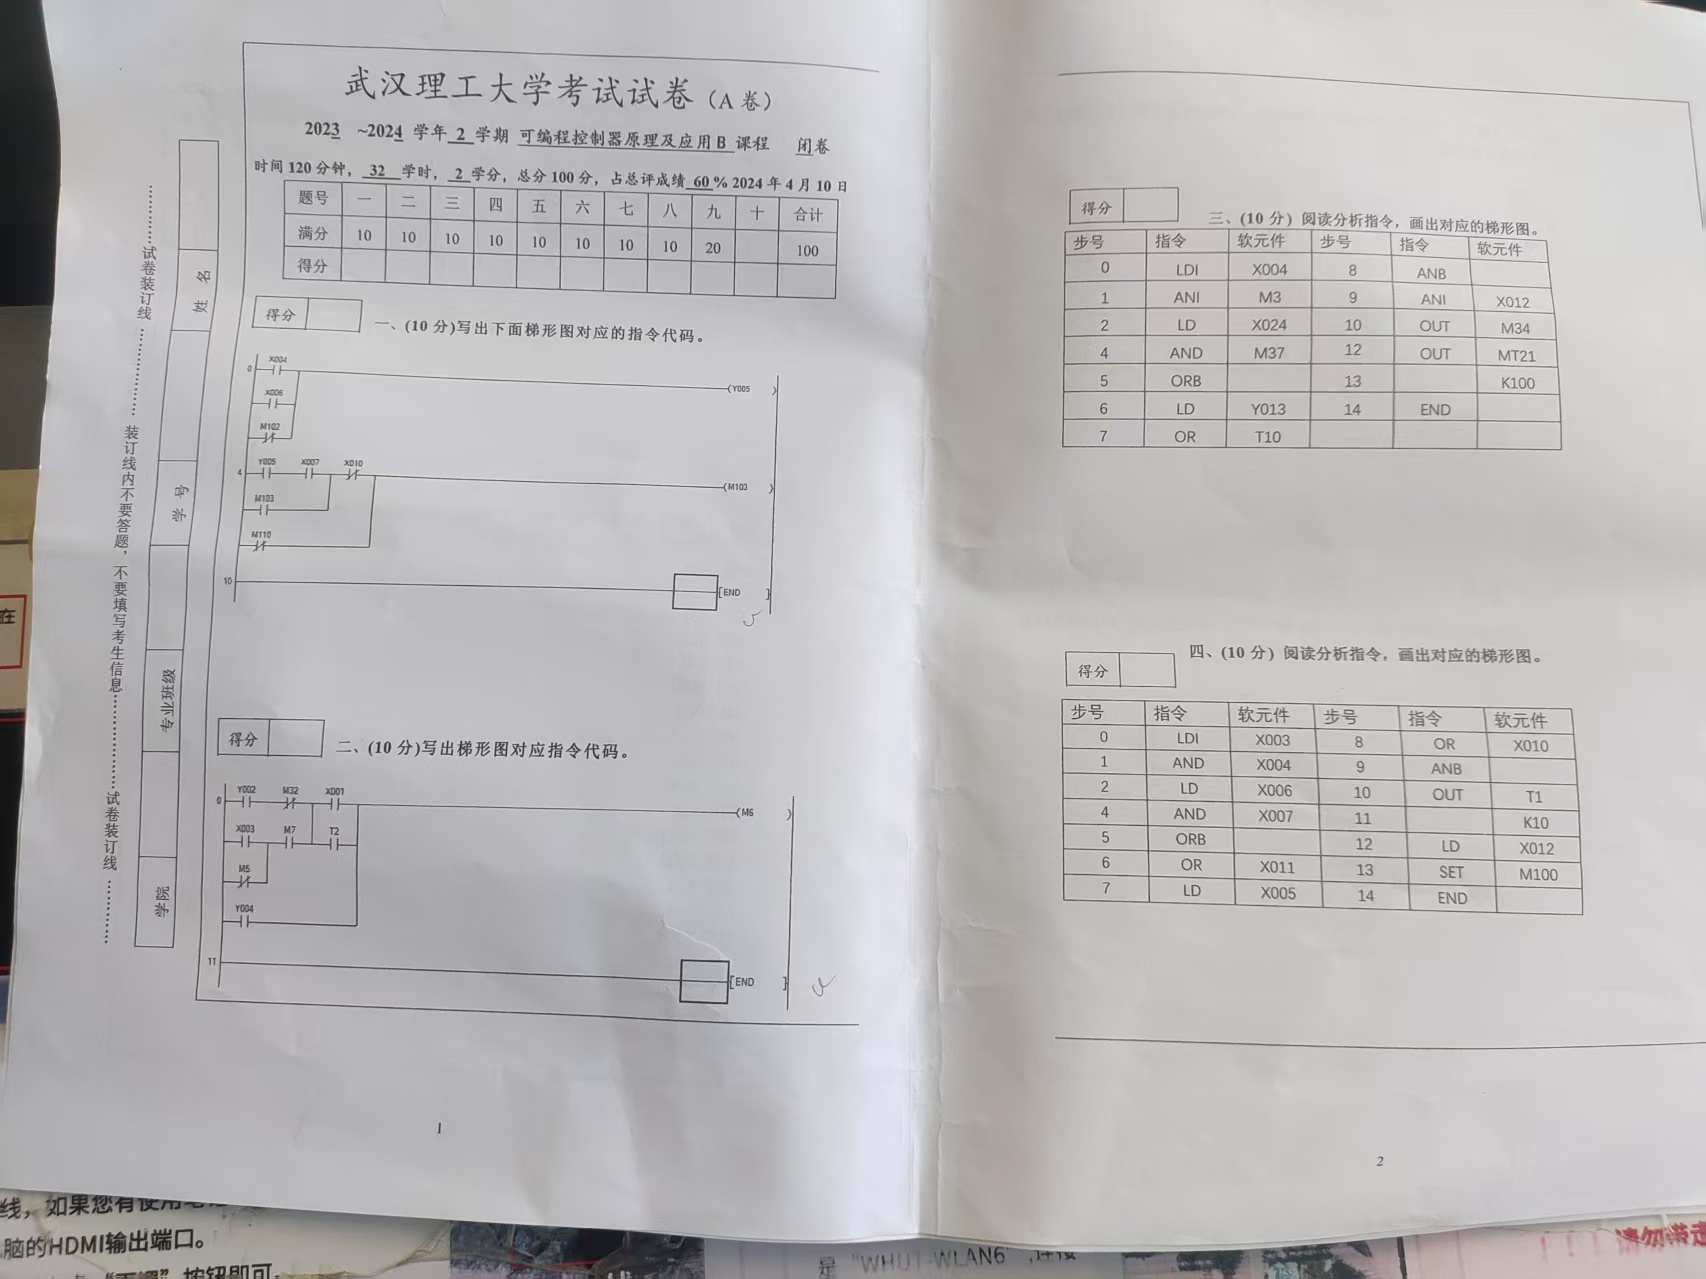 武汉理工大学考试试卷（A卷）
2023 ~2024 学年 2 学期 可编程控制器原理及应用B 课程 闭卷
时间120分钟， 32 学时， 2 学分，总分100分，占总评成绩 60 % 2024年4月10日
题号 一 二 三 四 五 六 七 八 九 十 合计
满分 10 10 10 10 10 10 10 10 20 100
得分
得分
一、(10 分)写出下面梯形图对应的指令代码。
0 X004 (Y005 )
X006
M102
4 Y005 X007 X010 (M103 )
M103
M110
10 [END ]
得分
二、(10 分)写出梯形图对应指令代码。
0 Y002 M32 X001 (M6 )
X003 M7 T2
M5
Y004
11 [END ]
1
试卷装订线
装订线内不要答题，不要填写考生信息
试卷装订线
姓 名
学 号
专业班级
学院
得分
三、(10 分) 阅读分析指令，画出对应的梯形图。
步号 指令 软元件 步号 指令 软元件
0 LDI X004 8 ANB
1 ANI M3 9 ANI X012
2 LD X024 10 OUT M34
4 AND M37 12 OUT MT21
5 ORB 13 K100
6 LD Y013 14 END
7 OR T10
得分
四、(10 分) 阅读分析指令，画出对应的梯形图。
步号 指令 软元件 步号 指令 软元件
0 LDI X003 8 OR X010
1 AND X004 9 ANB
2 LD X006 10 OUT T1
4 AND X007 11 K10
5 ORB 12 LD X012
6 OR X011 13 SET M100
7 LD X005 14 END
2
在
线，如果您有使用
脑的HDMI输出端口。
按钮即可
是 "WHUT-WLAN6"
请勿带走